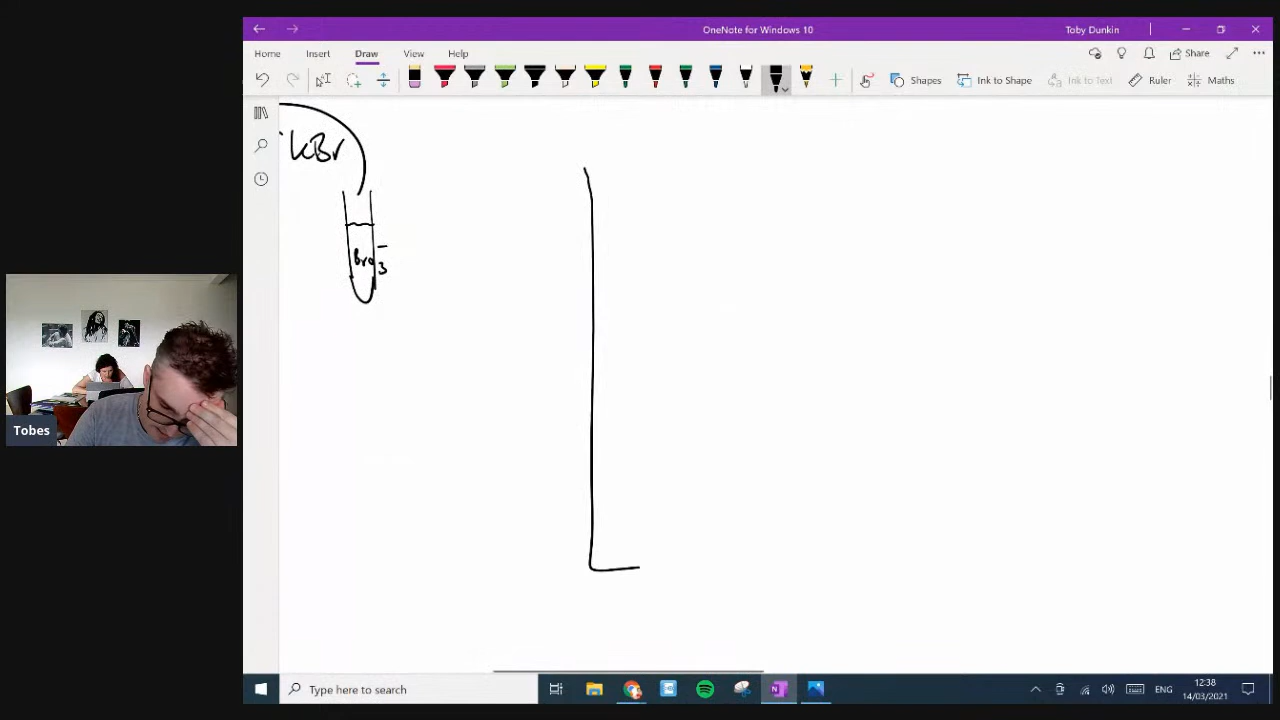 OneNote for Windows 10
Toby Dunkin
Home Insert Draw View Help
Share
Shapes
Ink to Shape
Ink to Text
Ruler
Maths
kBr
BrO3-
Tobes
Type here to search
ENG
12:38
14/03/2021